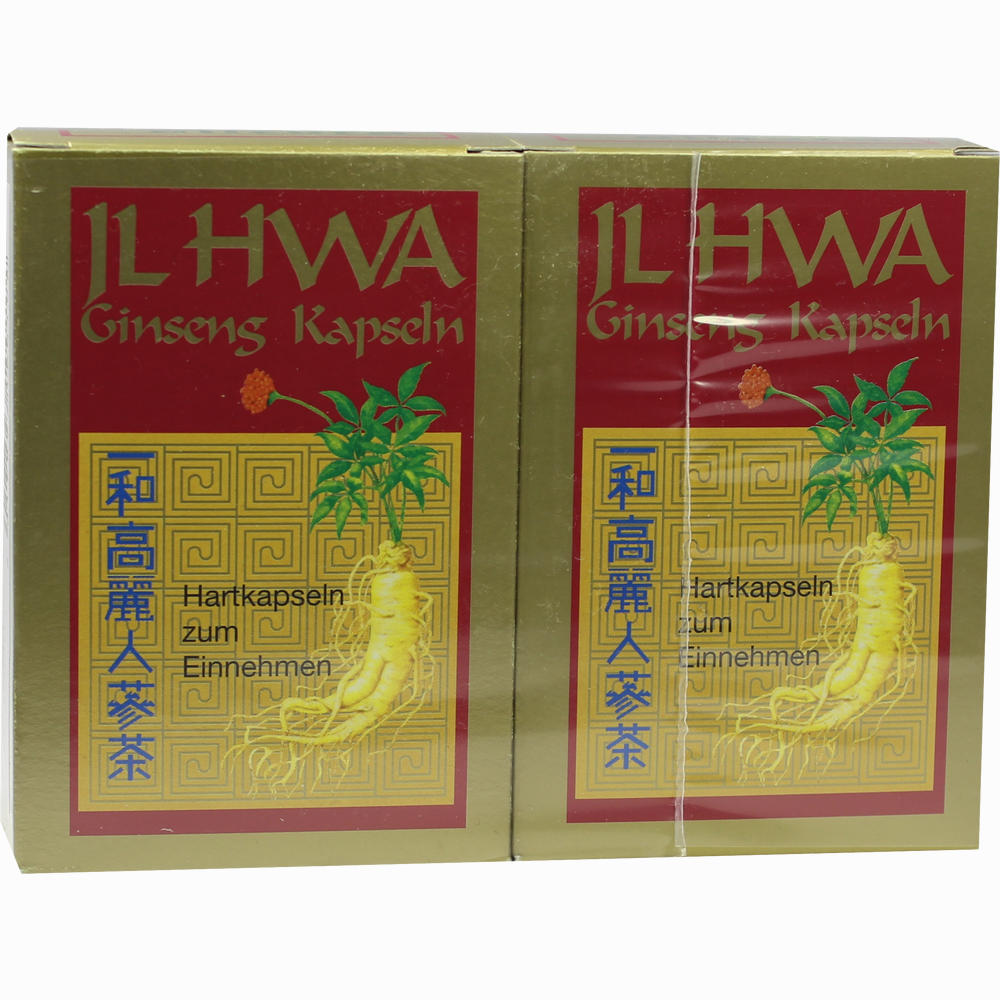 IL HWA
Ginseng Kapseln
一和高麗人蔘茶
Hartkapseln
zum
Einnehmen
IL HWA
Ginseng Kapseln
一和高麗人蔘茶
Hartkapseln
zum
Einnehmen